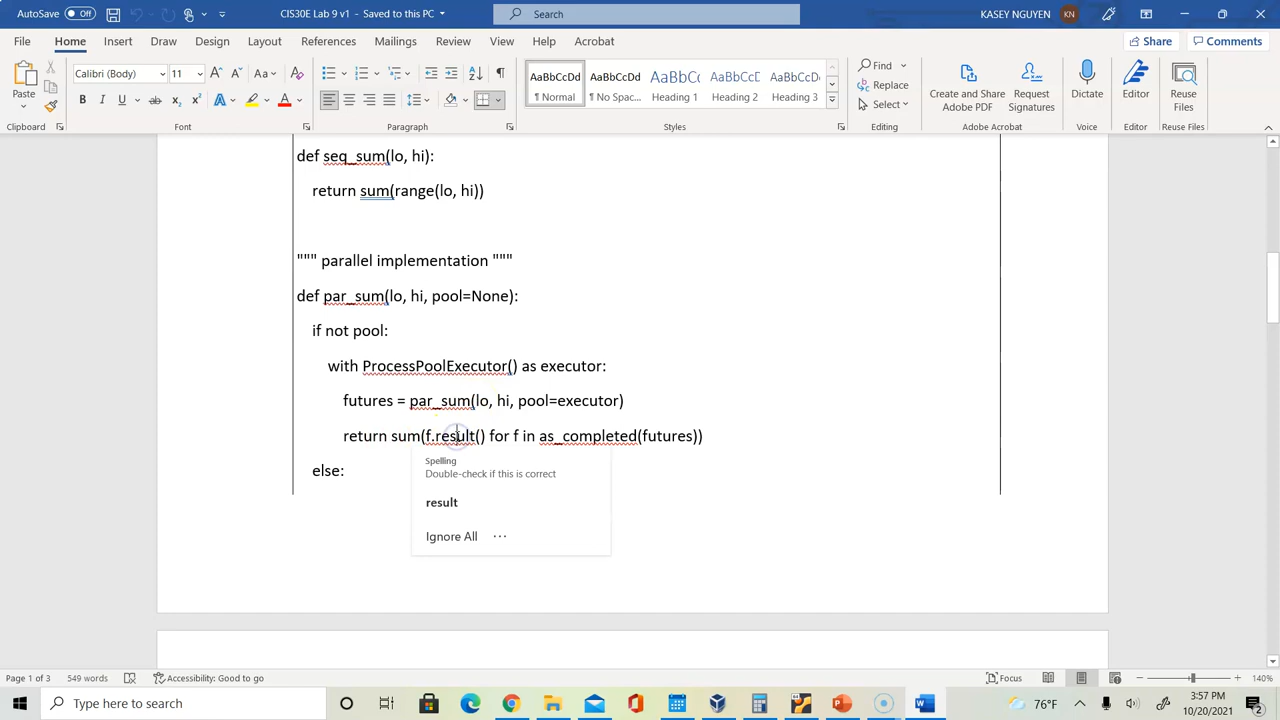 AutoSave Off CIS30E Lab 7 • Saved Search KASEY NGUYEN KN
File Home Insert Draw Design Layout References Mailings Review View Help Acrobat Share Comments
Paste Calibri (Body) 11 AaBbCcDd AaBbCcDd AaBbCc AaBbCcD AaBbCcD Find Replace Select Create and Share Adobe PDF Request Signatures Dictate Editor Reuse Files
¶ Normal ¶ No Spac... Heading 1 Heading 2 Heading 3
Clipboard Font Paragraph Styles Editing Adobe Acrobat Voice Editor Reuse Files
def seq_sum(lo, hi):
return sum(range(lo, hi))
""" parallel implementation """
def par_sum(lo, hi, pool=None):
if not pool:
with ProcessPoolExecutor() as executor:
futures = par_sum(lo, hi, pool=executor)
return sum(f.result() for f in as_completed(futures))
else:
Spelling
Double-check if this is correct
result
Ignore All ...
Page 1 of 3 549 words Accessibility: Good to go Focus 140%
Type here to search 76°F 3:57 PM
10/20/2021